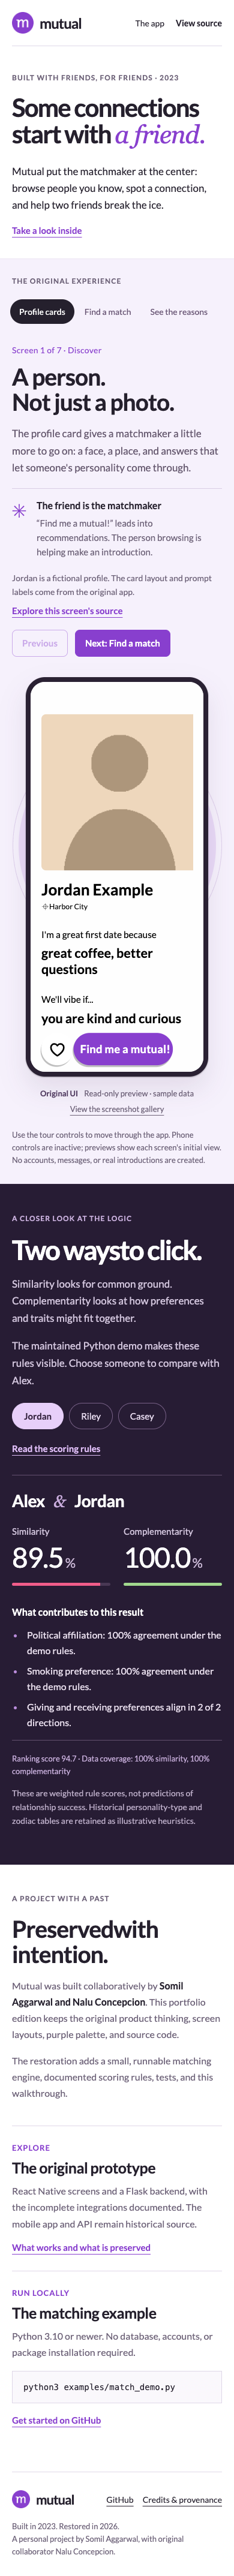 m mutual
The app
View source
BUILT WITH FRIENDS, FOR FRIENDS · 2023
Some connections
start with a friend.
Mutual put the matchmaker at the center:
browse people you know, spot a connection,
and help two friends break the ice.
Take a look inside
THE ORIGINAL EXPERIENCE
Profile cards
Find a match
See the reasons
Screen 1 of 7 · Discover
A person.
Not just a photo.
The profile card gives a matchmaker a little
more to go on: a face, a place, and answers that
let someone's personality come through.
The friend is the matchmaker
“Find me a mutual!” leads into
recommendations. The person browsing is
helping make an introduction.
Jordan is a fictional profile. The card layout and prompt
labels come from the original app.
Explore this screen's source
Previous
Next: Find a match
Jordan Example
Harbor City
I'm a great first date because
great coffee, better
questions
We'll vibe if...
you are kind and curious
Find me a mutual!
Original UI Read-only preview · sample data
View the screenshot gallery
Use the tour controls to move through the app. Phone
controls are inactive; previews show each screen's initial view.
No accounts, messages, or real introductions are created.
A CLOSER LOOK AT THE LOGIC
Two waysto click.
Similarity looks for common ground.
Complementarity looks at how preferences
and traits might fit together.
The maintained Python demo makes these
rules visible. Choose someone to compare with
Alex.
Jordan
Riley
Casey
Read the scoring rules
Alex & Jordan
Similarity
Complementarity
89.5%
100.0%
What contributes to this result
• Political affiliation: 100% agreement under the
demo rules.
• Smoking preference: 100% agreement under
the demo rules.
• Giving and receiving preferences align in 2 of 2
directions.
Ranking score 94.7 · Data coverage: 100% similarity, 100%
complementarity
These are weighted rule scores, not predictions of
relationship success. Historical personality-type and
zodiac tables are retained as illustrative heuristics.
A PROJECT WITH A PAST
Preservedwith
intention.
Mutual was built collaboratively by Somil
Aggarwal and Nalu Concepcion. This portfolio
edition keeps the original product thinking, screen
layouts, purple palette, and source code.
The restoration adds a small, runnable matching
engine, documented scoring rules, tests, and this
walkthrough.
EXPLORE
The original prototype
React Native screens and a Flask backend, with
the incomplete integrations documented. The
mobile app and API remain historical source.
What works and what is preserved
RUN LOCALLY
The matching example
Python 3.10 or newer. No database, accounts, or
package installation required.
python3 examples/match_demo.py
Get started on GitHub
m mutual
GitHub
Credits & provenance
Built in 2023. Restored in 2026.
A personal project by Somil Aggarwal, with original
collaborator Nalu Concepcion.